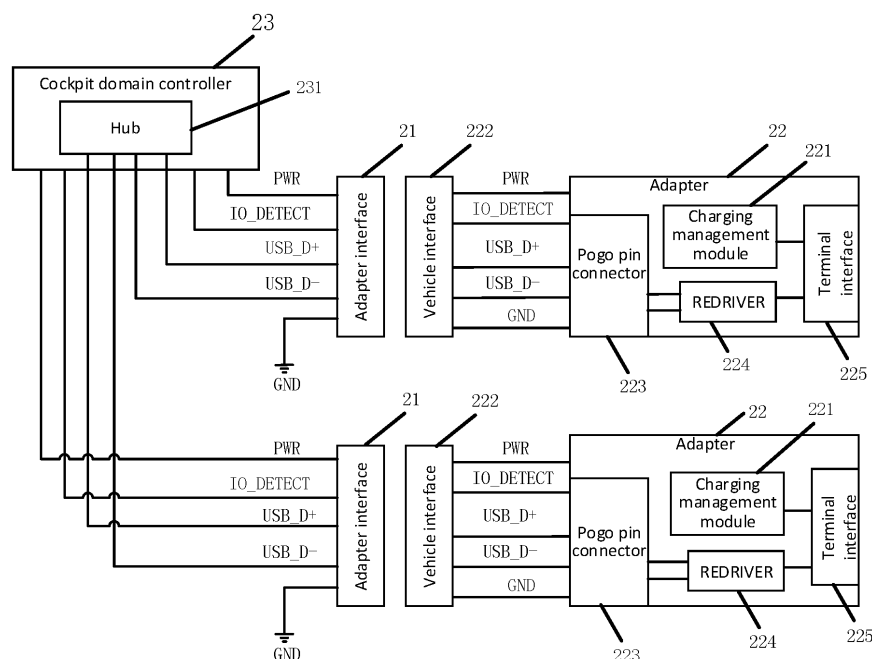 23
Cockpit domain controller
231
Hub
21
222
22
221
PWR
PWR
Adapter
IO_DETECT
IO_DETECT
Charging
management
module
USB_D+
USB_D+
Adapter interface
Vehicle interface
Pogo pin
connector
Terminal
interface
USB_D-
USB_D-
REDRIVER
GND
GND
223
224
225
21
222
22
221
PWR
PWR
Adapter
IO_DETECT
IO_DETECT
Charging
management
module
USB_D+
USB_D+
Adapter interface
Vehicle interface
Pogo pin
connector
Terminal
interface
USB_D-
USB_D-
REDRIVER
GND
GND
223
224
225